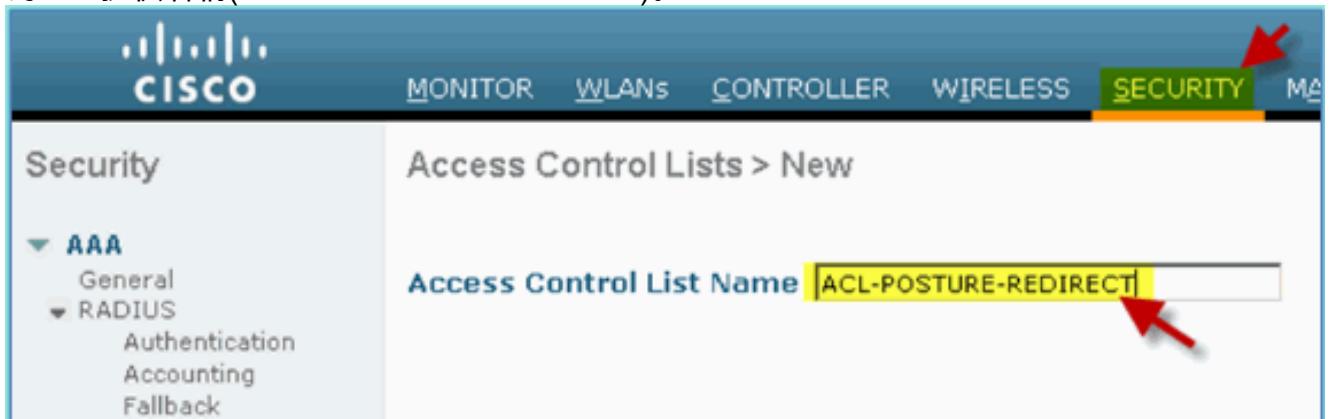 CISCO
MONITOR WLANs CONTROLLER WIRELESS SECURITY
Security
Access Control Lists > New
AAA
General
RADIUS
Authentication
Accounting
Fallback
Access Control List Name ACL-POSTURE-REDIRECT